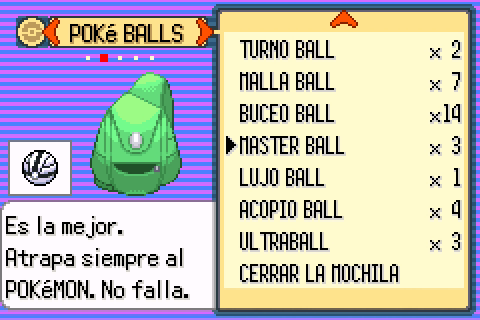 POKé BALLS
TURNO BALL × 2
MALLA BALL × 7
BUCEO BALL ×14
MASTER BALL × 3
LUJO BALL × 1
ACOPIO BALL × 4
ULTRABALL × 3
CERRAR LA MOCHILA
Es la mejor.
Atrapa siempre al
POKéMON. No falla.